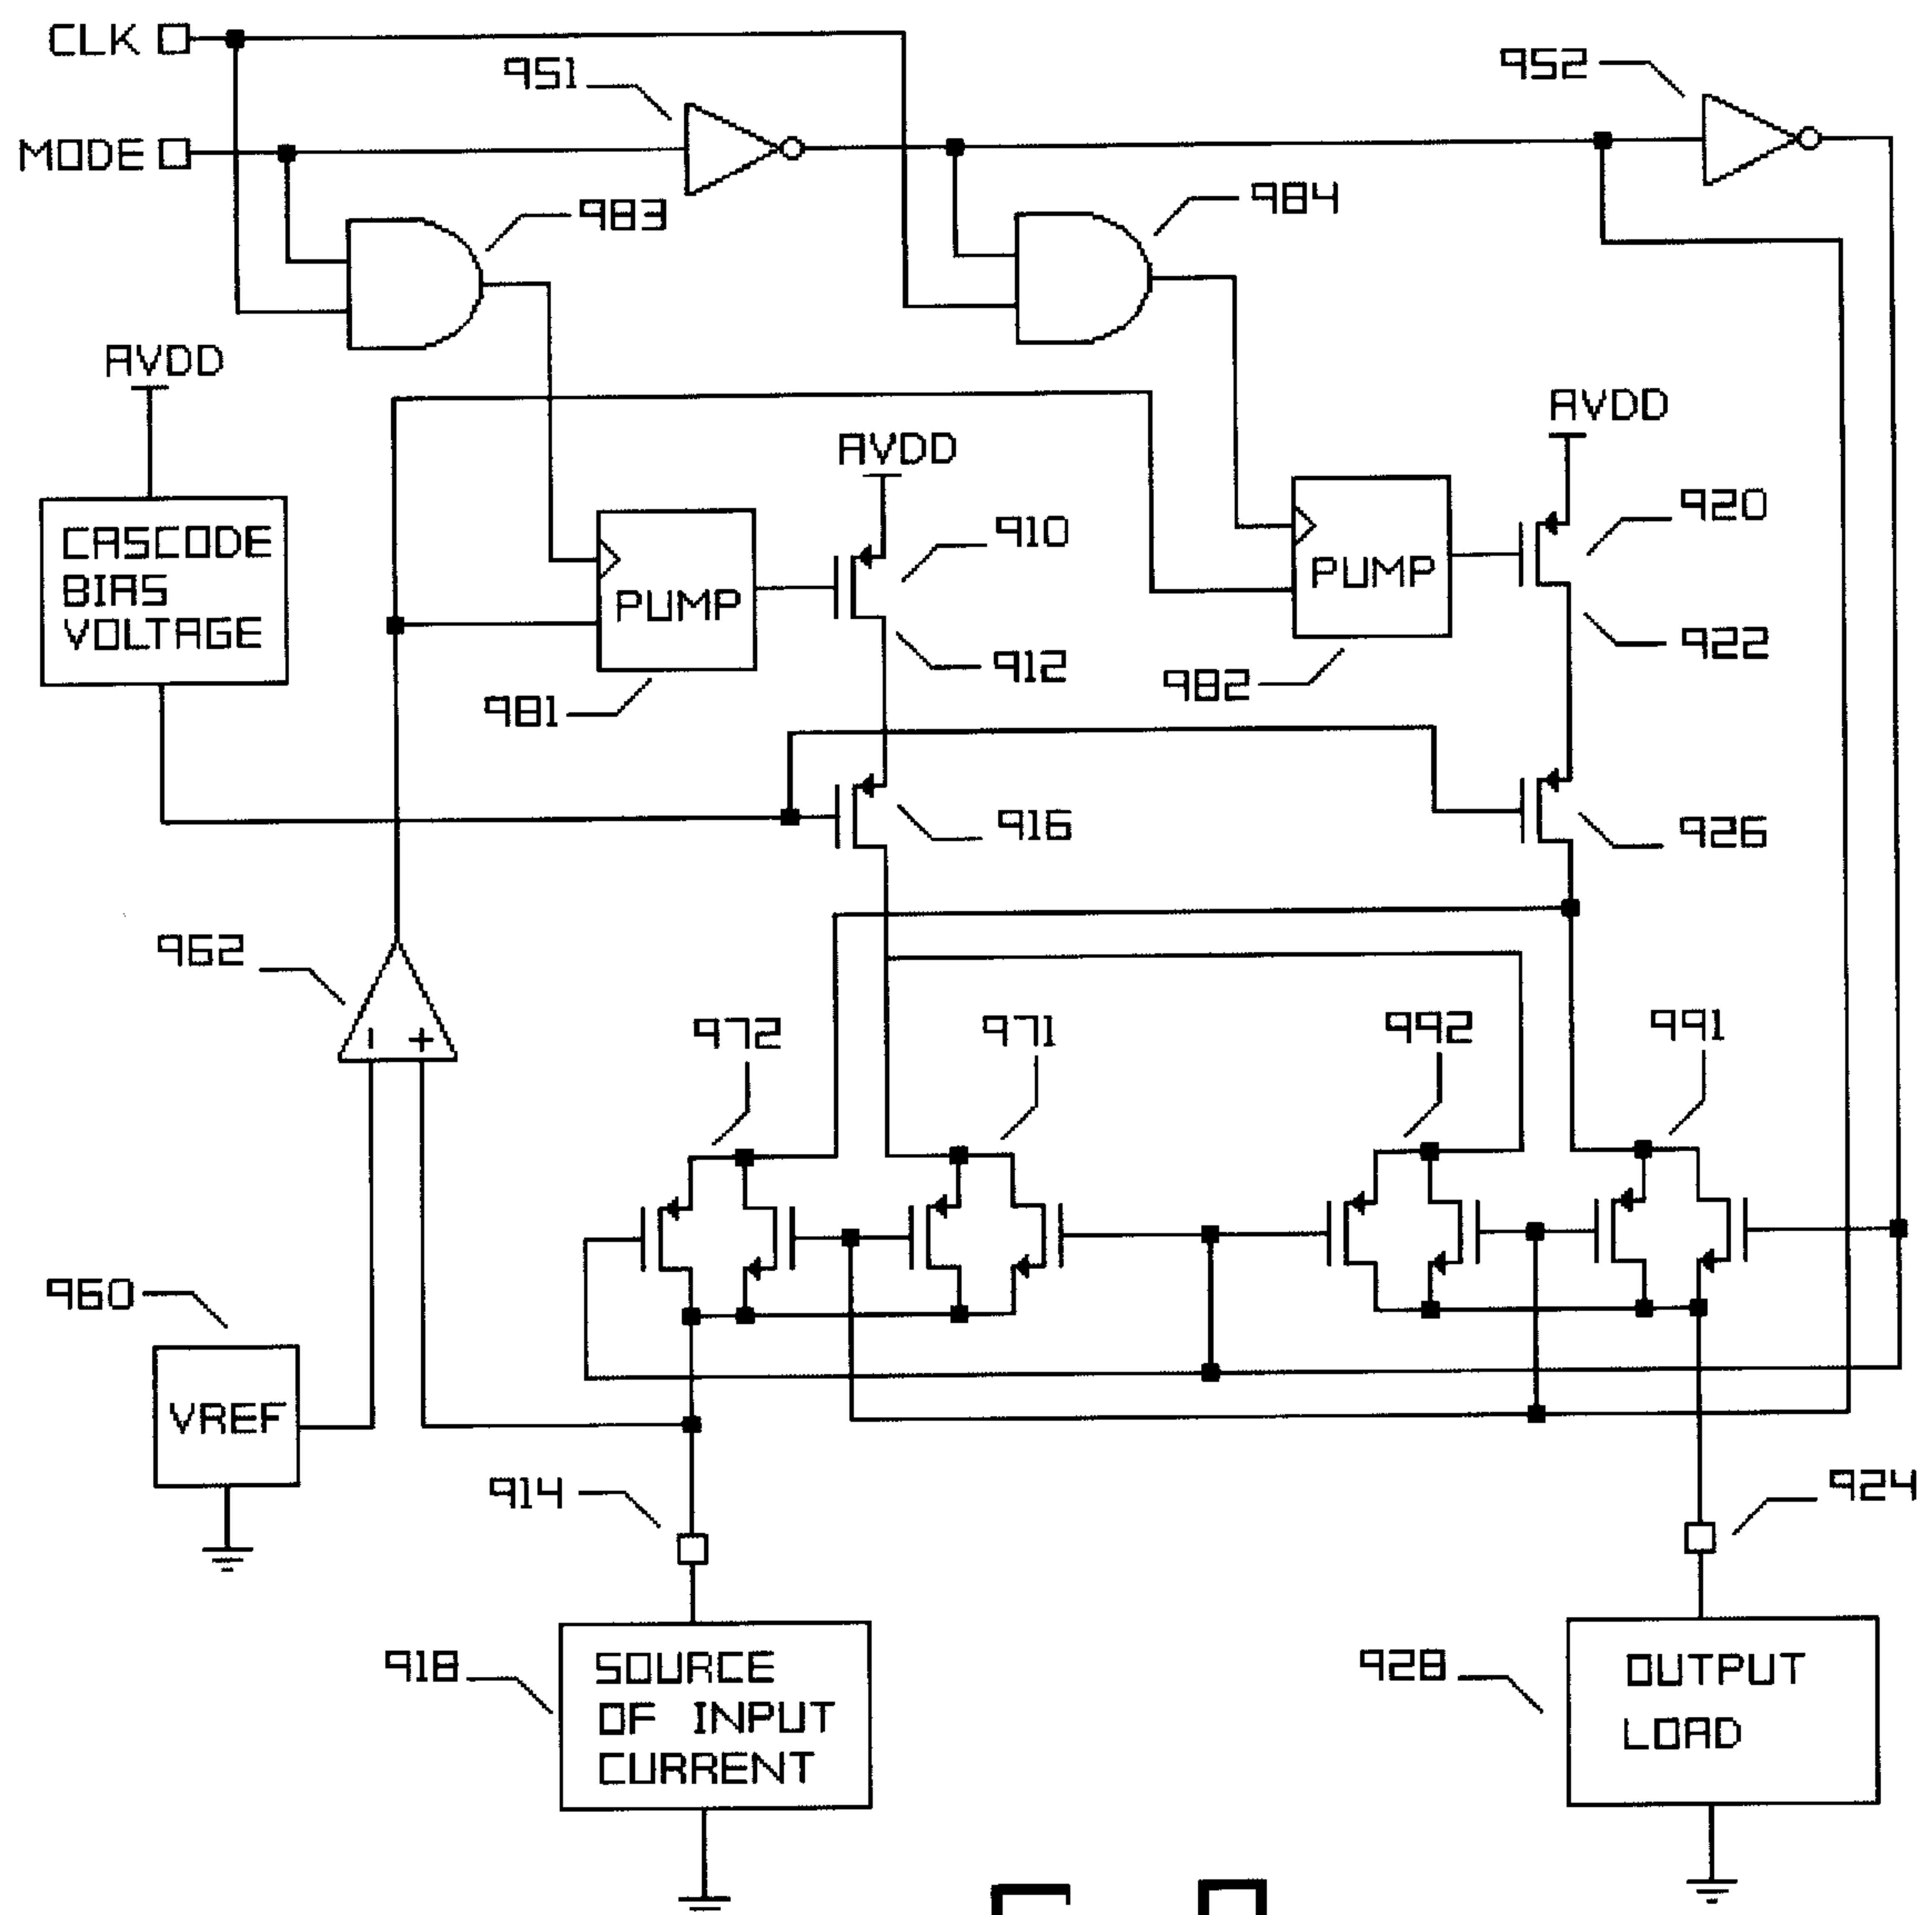 CLK
951
952
MODE
983
984
AVDD
AVDD
AVDD
CASCODE
BIAS
VOLTAGE
910
920
PUMP
PUMP
912
922
981
982
916
926
962
- +
972
971
992
991
960
VREF
914
924
918
SOURCE
OF INPUT
CURRENT
928
OUTPUT
LOAD